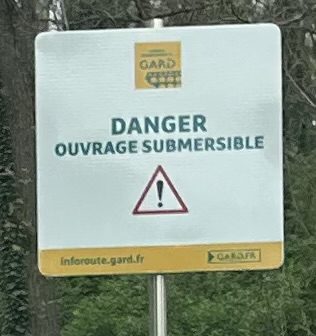 GARD
DANGER
OUVRAGE SUBMERSIBLE
!
inforoute.gard.fr
GARD.FR